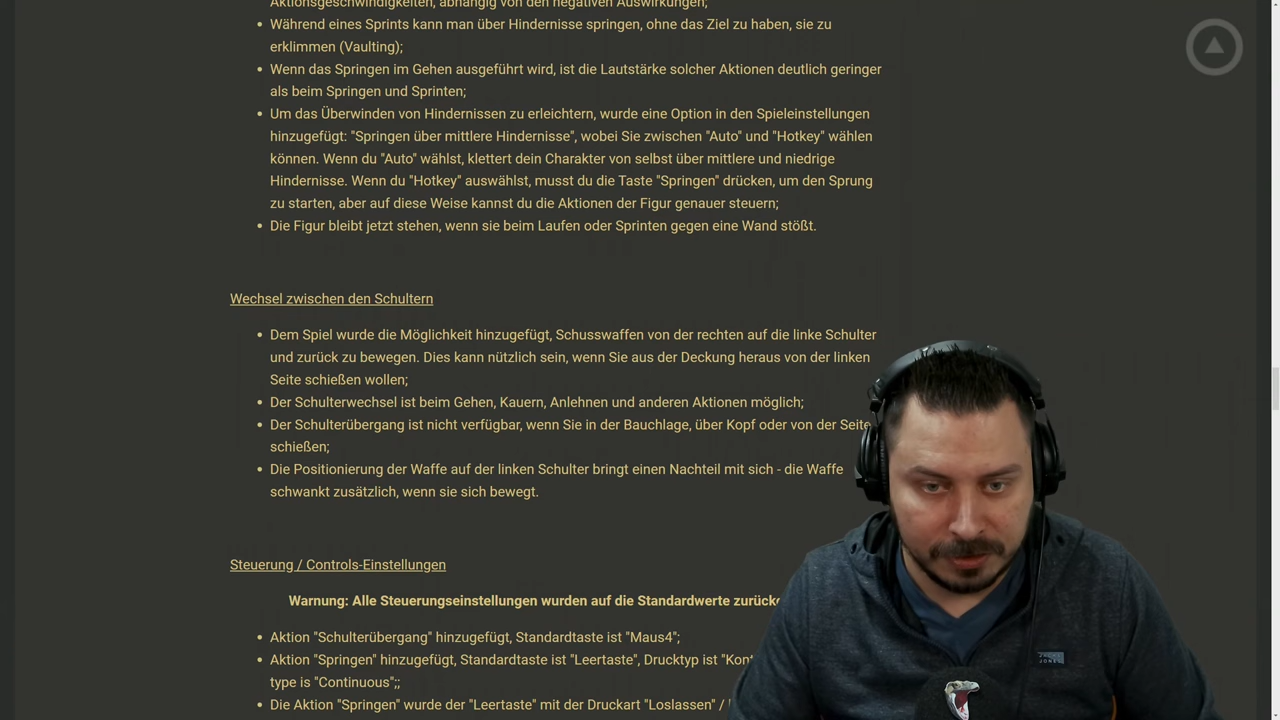 Aktionsgeschwindigkeiten, abhängig von den negativen Auswirkungen;
• Während eines Sprints kann man über Hindernisse springen, ohne das Ziel zu haben, sie zu
erklimmen (Vaulting);
• Wenn das Springen im Gehen ausgeführt wird, ist die Lautstärke solcher Aktionen deutlich geringer
als beim Springen und Sprinten;
• Um das Überwinden von Hindernissen zu erleichtern, wurde eine Option in den Spieleinstellungen
hinzugefügt: "Springen über mittlere Hindernisse", wobei Sie zwischen "Auto" und "Hotkey" wählen
können. Wenn du "Auto" wählst, klettert dein Charakter von selbst über mittlere und niedrige
Hindernisse. Wenn du "Hotkey" auswählst, musst du die Taste "Springen" drücken, um den Sprung
zu starten, aber auf diese Weise kannst du die Aktionen der Figur genauer steuern;
• Die Figur bleibt jetzt stehen, wenn sie beim Laufen oder Sprinten gegen eine Wand stößt.
Wechsel zwischen den Schultern
• Dem Spiel wurde die Möglichkeit hinzugefügt, Schusswaffen von der rechten auf die linke Schulter
und zurück zu bewegen. Dies kann nützlich sein, wenn Sie aus der Deckung heraus von der linken
Seite schießen wollen;
• Der Schulterwechsel ist beim Gehen, Kauern, Anlehnen und anderen Aktionen möglich;
• Der Schulterübergang ist nicht verfügbar, wenn Sie in der Bauchlage, über Kopf oder von der Seite
schießen;
• Die Positionierung der Waffe auf der linken Schulter bringt einen Nachteil mit sich - die Waffe
schwankt zusätzlich, wenn sie sich bewegt.
Steuerung / Controls-Einstellungen
Warnung: Alle Steuerungseinstellungen wurden auf die Standardwerte
• Aktion "Schulterübergang" hinzugefügt, Standardtaste ist "Maus4";
• Aktion "Springen" hinzugefügt, Standardtaste ist "Leertaste", Drucktyp ist
type is "Continuous";;
• Die Aktion "Springen" wurde der "Leertaste" mit der Druckart "Loslassen" /
JACK&
JONES